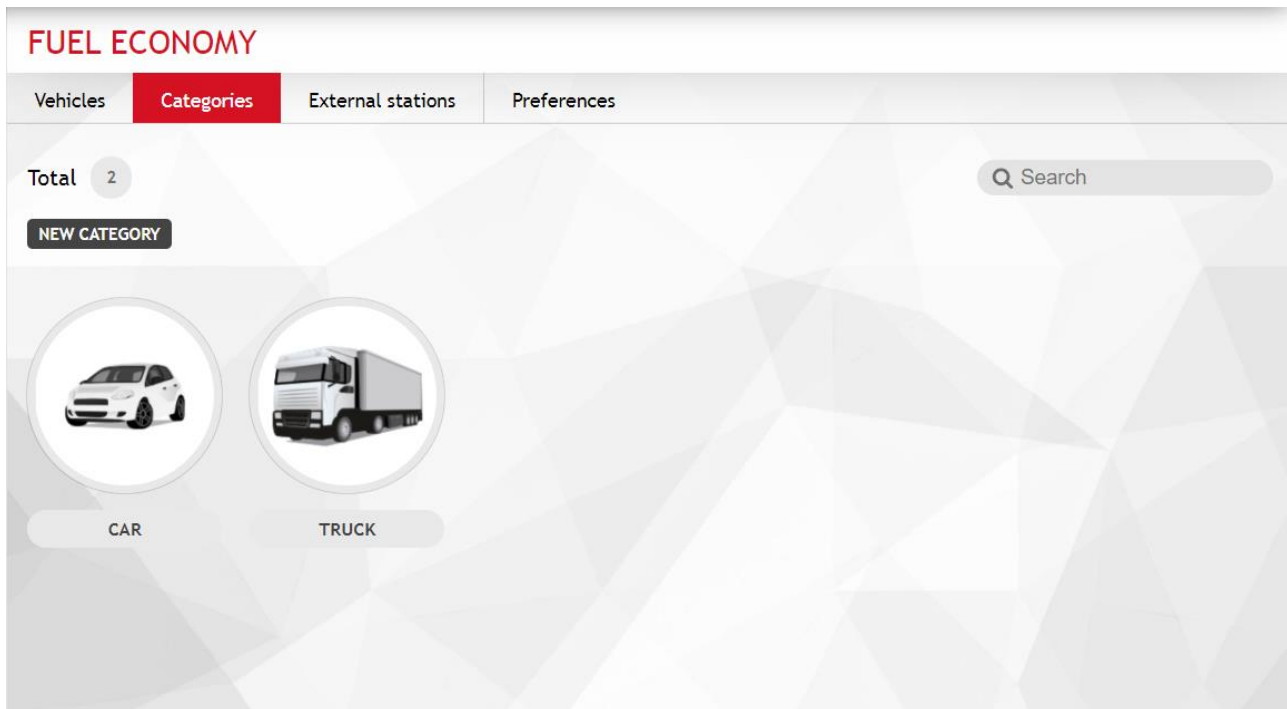 FUEL ECONOMY
Vehicles Categories External stations Preferences
Total 2 Search
NEW CATEGORY
CAR TRUCK